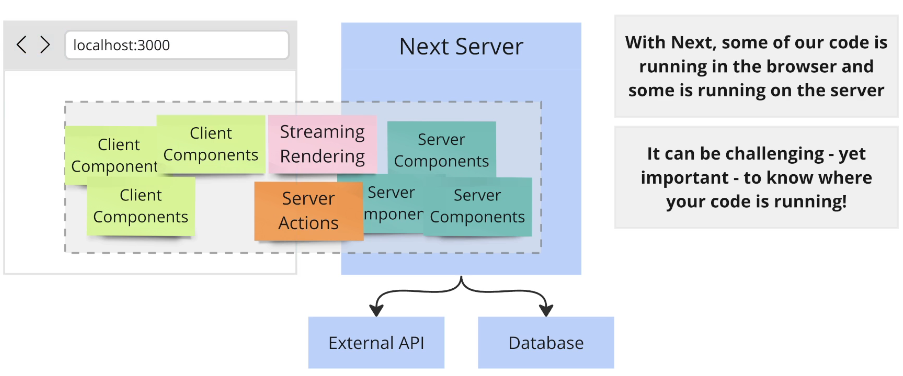 localhost:3000
Next Server
Client
Component
Client
Components
Client
Components
Streaming
Rendering
Server
Actions
Server
Components
Server
omponen
Server
Components
External API
Database
With Next, some of our code is
running in the browser and
some is running on the server
It can be challenging - yet
important - to know where
your code is running!